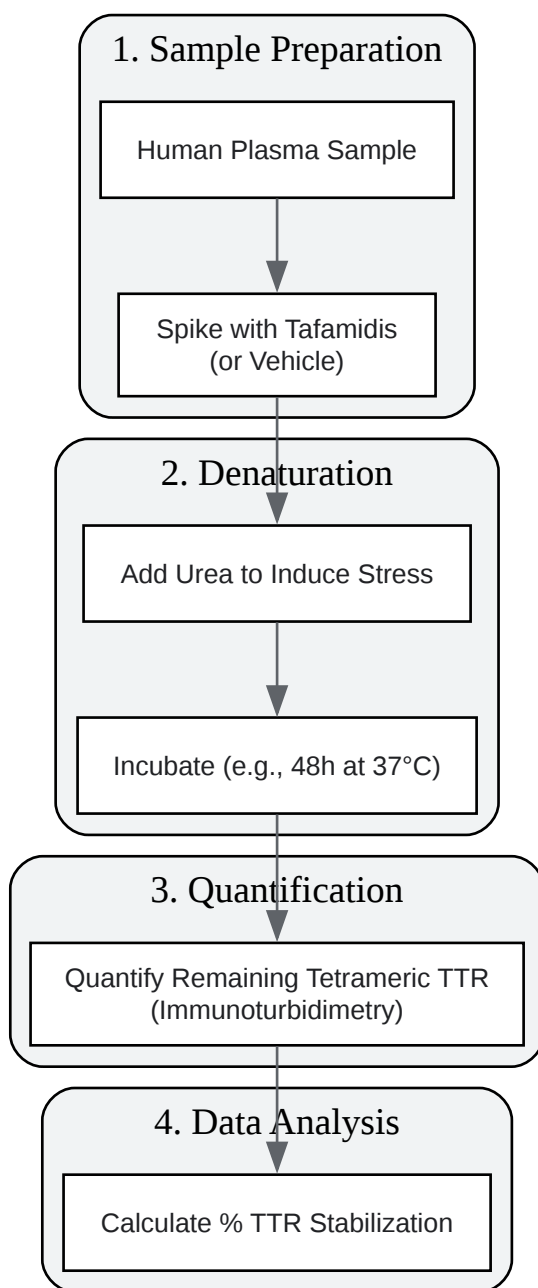 1. Sample Preparation
Human Plasma Sample
Spike with Tafamidis
(or Vehicle)
2. Denaturation
Add Urea to Induce Stress
Incubate (e.g., 48h at 37°C)
3. Quantification
Quantify Remaining Tetrameric TTR
(Immunoturbidimetry)
4. Data Analysis
Calculate % TTR Stabilization